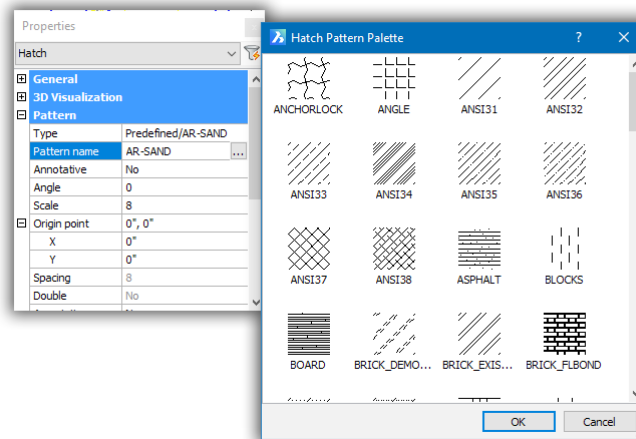 Properties
Hatch
General
3D Visualization
Pattern
Type Predefined/AR-SAND
Pattern name AR-SAND ...
Annotative No
Angle 0
Scale 8
Origin point 0", 0"
X 0"
Y 0"
Spacing 8
Double No
Hatch Pattern Palette ?
ANCHORLOCK ANGLE ANSI31 ANSI32
ANSI33 ANSI34 ANSI35 ANSI36
ANSI37 ANSI38 ASPHALT BLOCKS
BOARD BRICK_DEMO... BRICK_EXIS... BRICK_FLBOND
OK Cancel